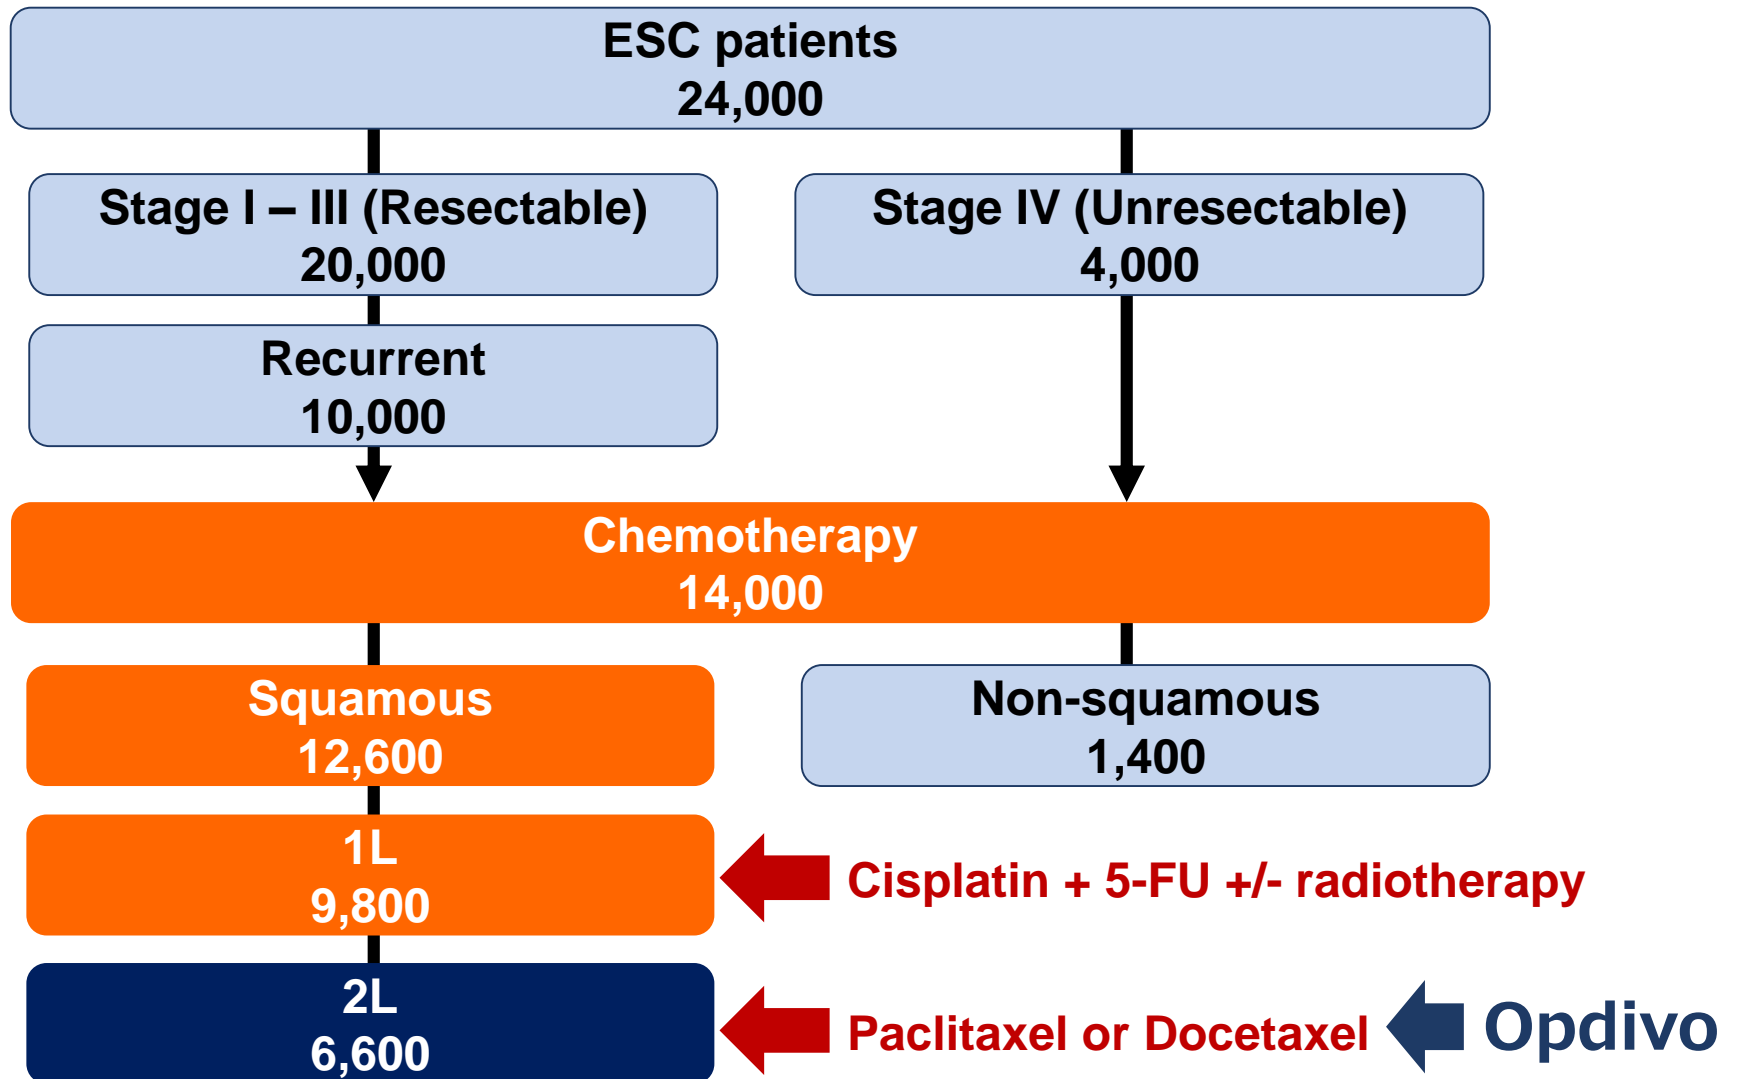 ESC patients
24,000
Stage I – III (Resectable)
20,000
Stage IV (Unresectable)
4,000
Recurrent
10,000
Chemotherapy
14,000
Squamous
12,600
Non-squamous
1,400
1L
9,800
Cisplatin + 5-FU +/- radiotherapy
2L
6,600
Paclitaxel or Docetaxel
Opdivo